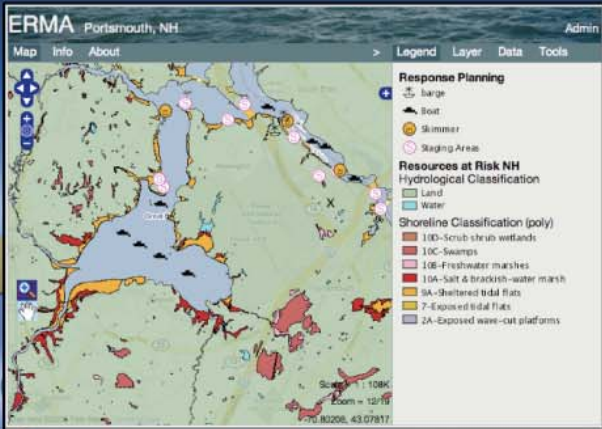 ERMA Portsmouth, NH
Admin
Map Info About > Legend Layer Data Tools
Response Planning
barge
Boat
Skimmer
Staging Areas
Resources at Risk NH
Hydrological Classification
Land
Water
Shoreline Classification (poly)
10D-Scrub shrub wetlands
10C-Swamps
10B-Freshwater marshes
10A-Salt & brackish-water marsh
9A-Sheltered tidal flats
7-Exposed tidal flats
2A-Exposed wave-cut platforms
1 : 108K
Zoom = 12/19
-70.80208, 43.07817